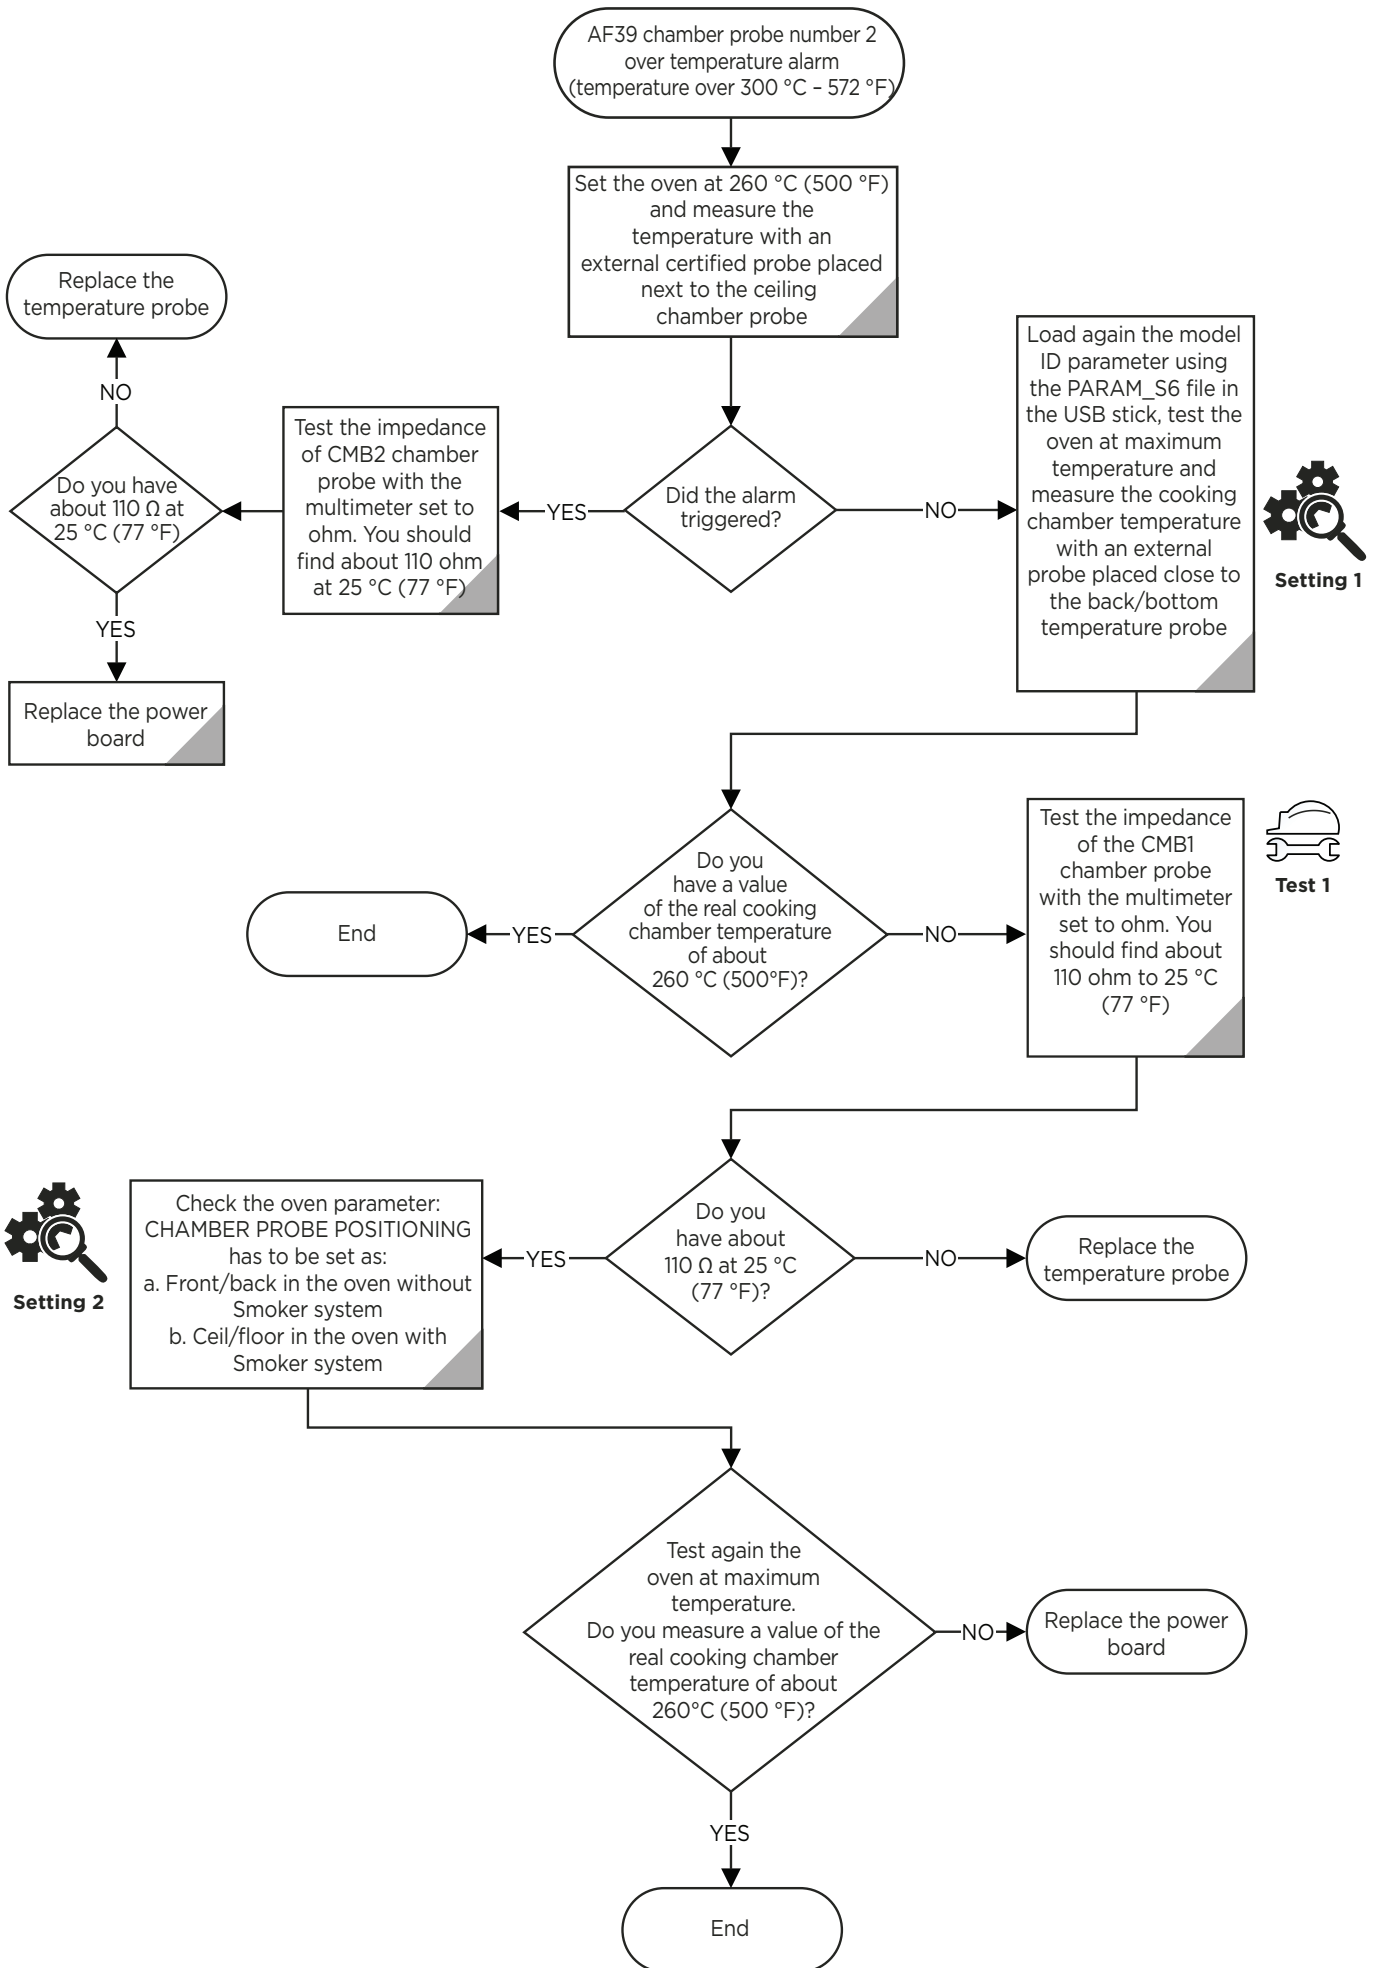 AF39 chamber probe number 2
over temperature alarm
(temperature over 300 °C – 572 °F)
Set the oven at 260 °C (500 °F)
and measure the
temperature with an
external certified probe placed
next to the ceiling
chamber probe
Did the alarm
triggered?
YES
Test the impedance
of CMB2 chamber
probe with the
multimeter set to
ohm. You should
find about 110 ohm
at 25 °C (77 °F)
Do you have
about 110 Ω at
25 °C (77 °F)
NO
Replace the
temperature probe
YES
Replace the power
board
NO
Load again the model
ID parameter using
the PARAM_S6 file in
the USB stick, test the
oven at maximum
temperature and
measure the cooking
chamber temperature
with an external
probe placed close to
the back/bottom
temperature probe
Setting 1
Do you
have a value
of the real cooking
chamber temperature
of about
260 °C (500°F)?
YES
End
NO
Test the impedance
of the CMB1
chamber probe
with the multimeter
set to ohm. You
should find about
110 ohm to 25 °C
(77 °F)
Test 1
Do you
have about
110 Ω at 25 °C
(77 °F)?
NO
Replace the
temperature probe
YES
Check the oven parameter:
CHAMBER PROBE POSITIONING
has to be set as:
a. Front/back in the oven without
Smoker system
b. Ceil/floor in the oven with
Smoker system
Setting 2
Test again the
oven at maximum
temperature.
Do you measure a value of the
real cooking chamber
temperature of about
260°C (500 °F)?
NO
Replace the power
board
YES
End